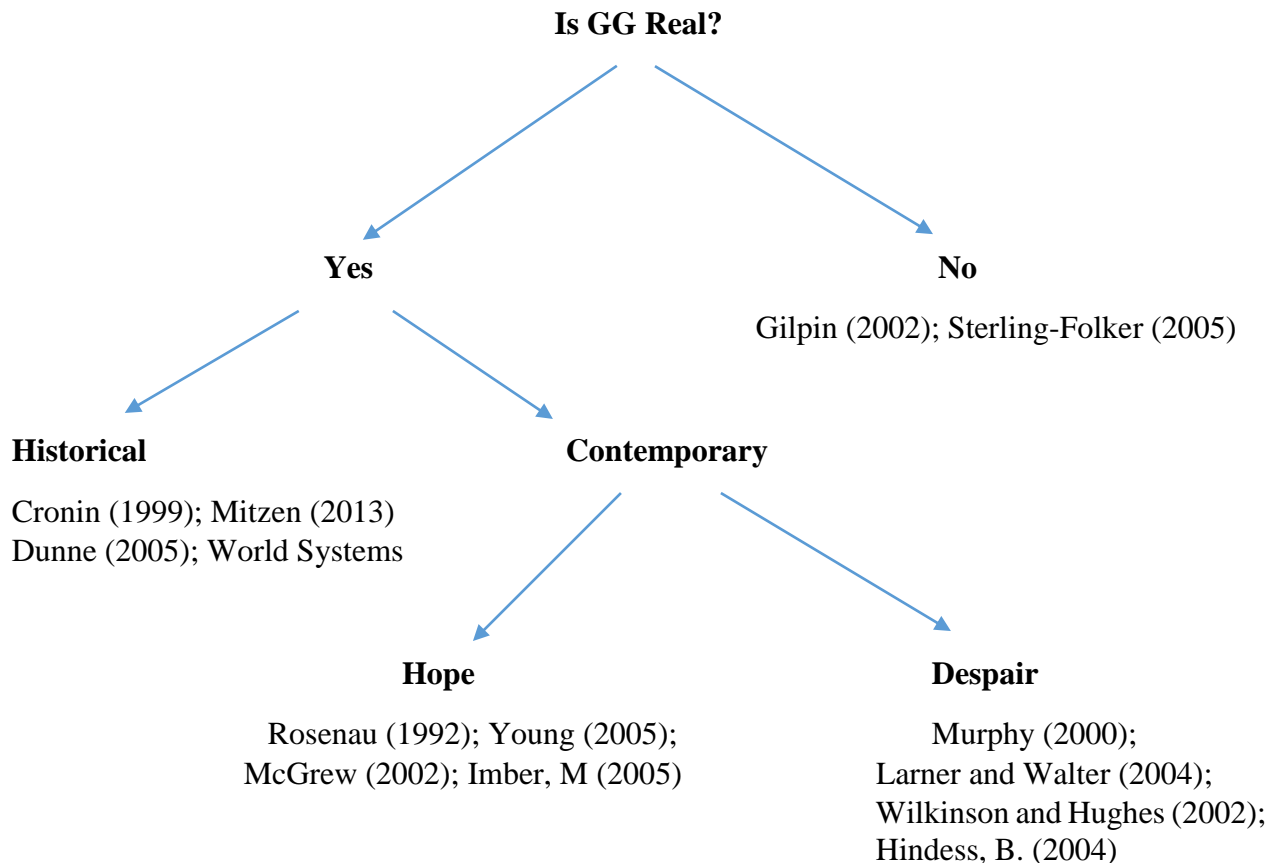 Is GG Real?
Yes
No
Gilpin (2002); Sterling-Folker (2005)
Historical
Contemporary
Cronin (1999); Mitzen (2013)
Dunne (2005); World Systems
Hope
Despair
Rosenau (1992); Young (2005);
McGrew (2002); Imber, M (2005)
Murphy (2000);
Larner and Walter (2004);
Wilkinson and Hughes (2002);
Hindess, B. (2004)